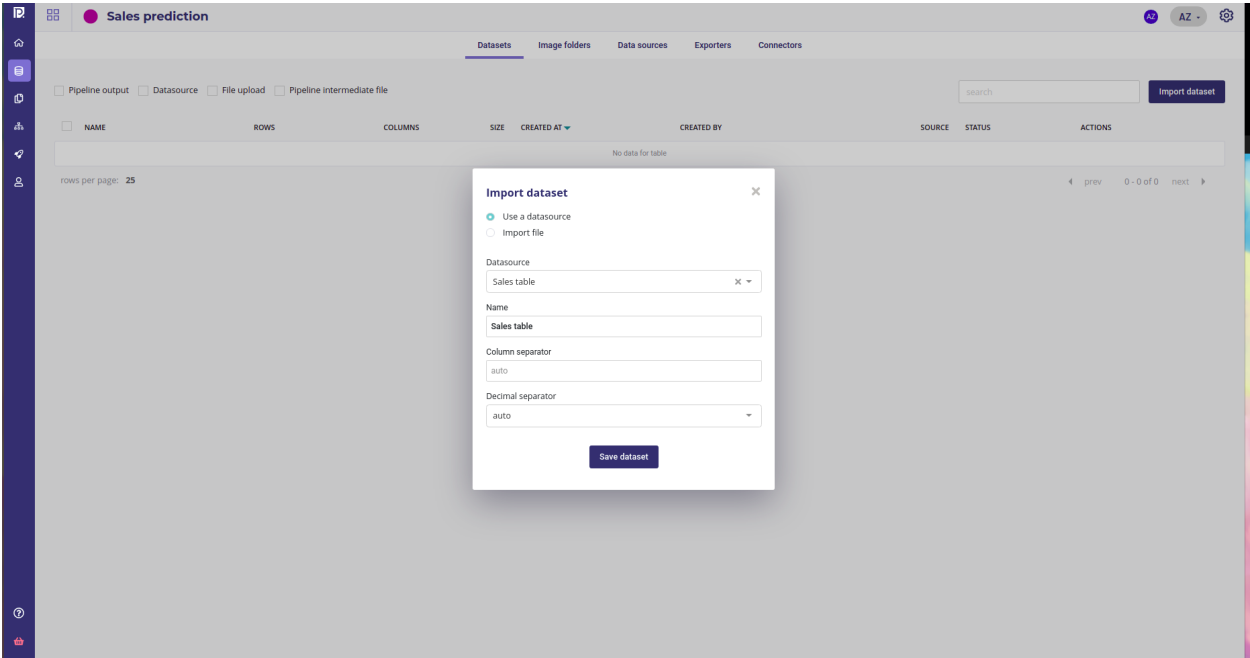 Sales prediction
AZ
AZ
Datasets Image folders Data sources Exporters Connectors
Pipeline output Datasource File upload Pipeline intermediate file
search
Import dataset
NAME ROWS COLUMNS SIZE CREATED AT CREATED BY SOURCE STATUS ACTIONS
No data for table
rows per page: 25
prev 0 - 0 of 0 next
Import dataset
Use a datasource
Import file
Datasource
Sales table
Name
Sales table
Column separator
auto
Decimal separator
auto
Save dataset